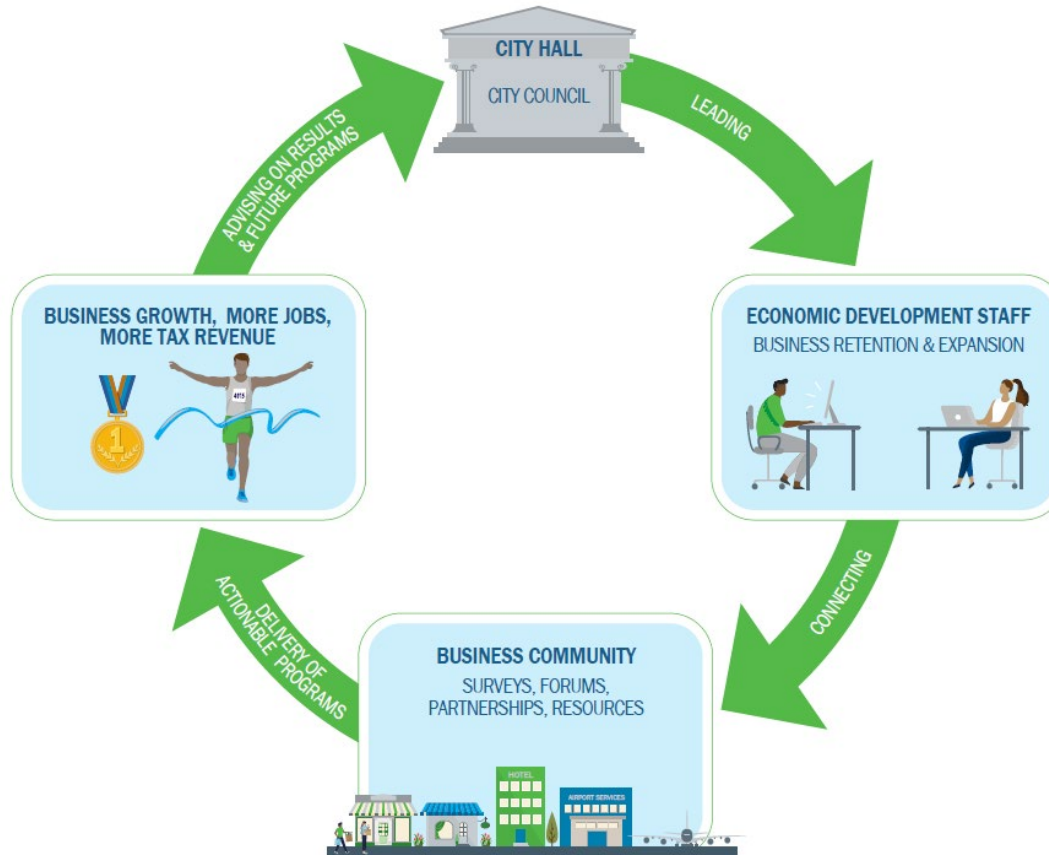 CITY HALL
CITY COUNCIL
LEADING
ECONOMIC DEVELOPMENT STAFF
BUSINESS RETENTION & EXPANSION
CONNECTING
BUSINESS COMMUNITY
SURVEYS, FORUMS,
PARTNERSHIPS, RESOURCES
HOTEL
AIRPORT SERVICES
DELIVERY OF
ACTIONABLE PROGRAMS
BUSINESS GROWTH, MORE JOBS,
MORE TAX REVENUE
1
4015
ADVISING ON RESULTS
& FUTURE PROGRAMS